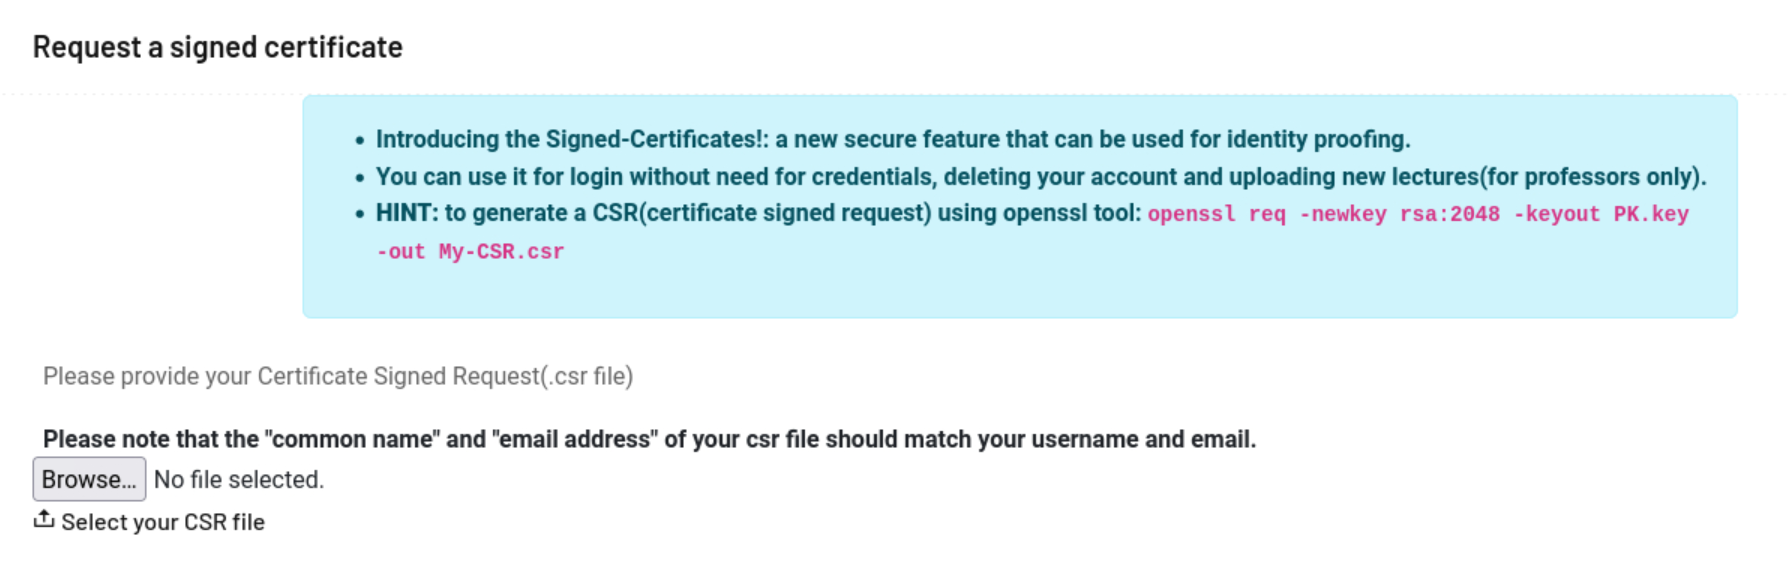 Request a signed certificate
• Introducing the Signed-Certificates!: a new secure feature that can be used for identity proofing.
• You can use it for login without need for credentials, deleting your account and uploading new lectures(for professors only).
• HINT: to generate a CSR(certificate signed request) using openssl tool: openssl req -newkey rsa:2048 -keyout PK.key
-out My-CSR.csr
Please provide your Certificate Signed Request(.csr file)
Please note that the "common name" and "email address" of your csr file should match your username and email.
Browse... No file selected.
Select your CSR file